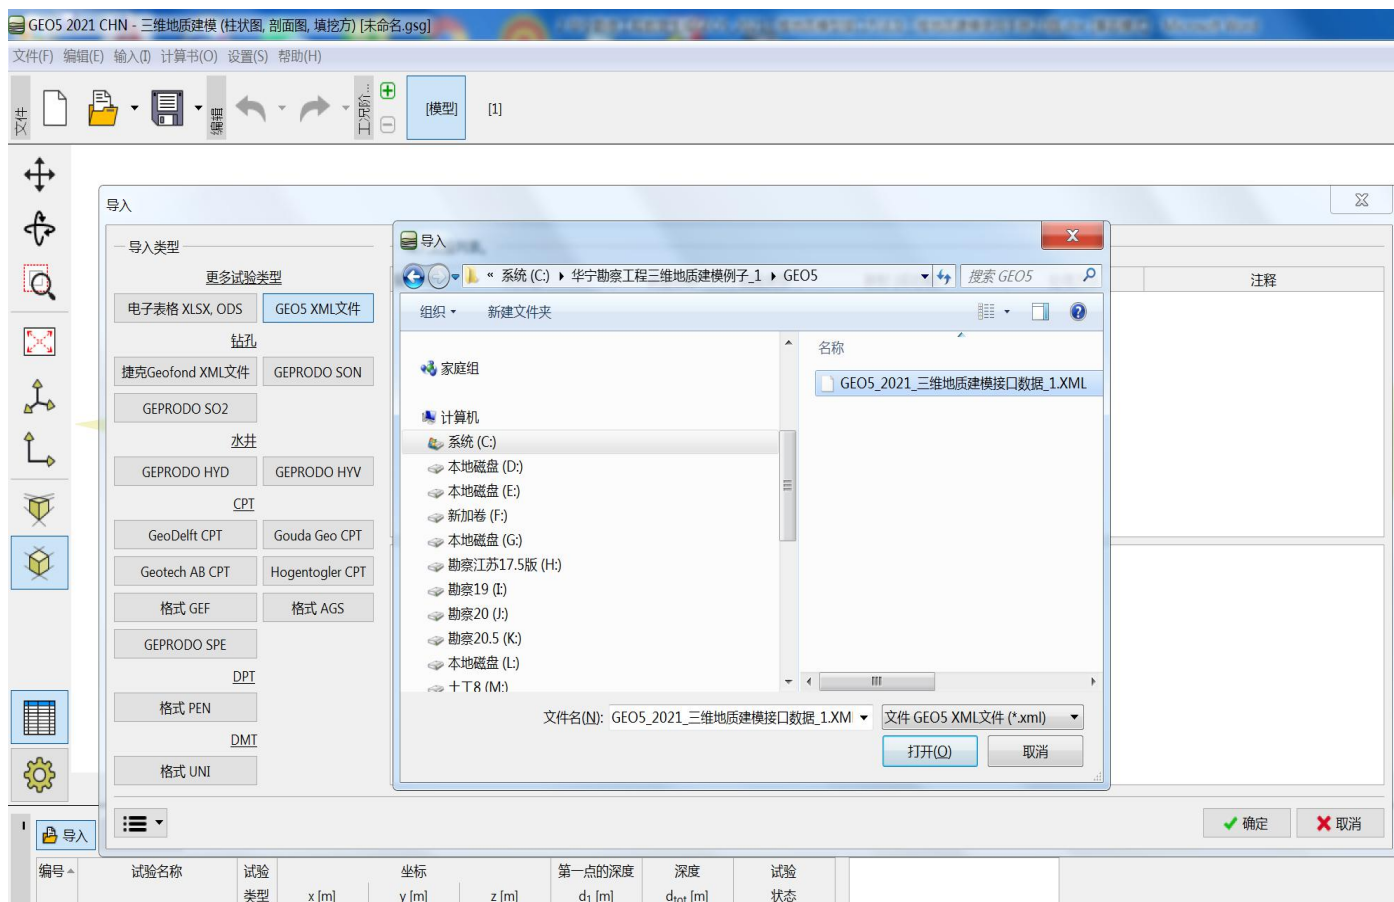 GEO5 2021 CHN - 三维地质建模 (柱状图, 剖面图, 填挖方) [未命名.gsg]
文件(F) 编辑(E) 输入(I) 计算书(O) 设置(S) 帮助(H)
文件
编辑
工况阶...
[模型] [1]
导入
导入类型
更多试验类型
电子表格 XLSX, ODS GEO5 XML文件
钻孔
捷克Geofond XML文件 GEPRODO SON
GEPRODO SO2
水井
GEPRODO HYD GEPRODO HYV
CPT
GeoDelft CPT Gouda Geo CPT
Geotech AB CPT Hogentogler CPT
格式 GEF 格式 AGS
GEPRODO SPE
DPT
格式 PEN
DMT
格式 UNI
注释
导入
« 系统 (C:) 华宁勘察工程三维地质建模例子_1 GEO5 搜索 GEO5
组织 新建文件夹
名称
家庭组
GEO5_2021_三维地质建模接口数据_1.XML
计算机
系统 (C:)
本地磁盘 (D:)
本地磁盘 (E:)
新加卷 (F:)
本地磁盘 (G:)
勘察江苏17.5版 (H:)
勘察19 (I:)
勘察20 (J:)
勘察20.5 (K:)
本地磁盘 (L:)
土工8 (M:)
文件名(N): GEO5_2021_三维地质建模接口数据_1.XM 文件 GEO5 XML文件 (*.xml)
打开(O) 取消
确定 取消
导入
编号 试验名称 试验 坐标 第一点的深度 深度 试验
类型 x [m] y [m] z [m] d1 [m] dtot [m] 状态